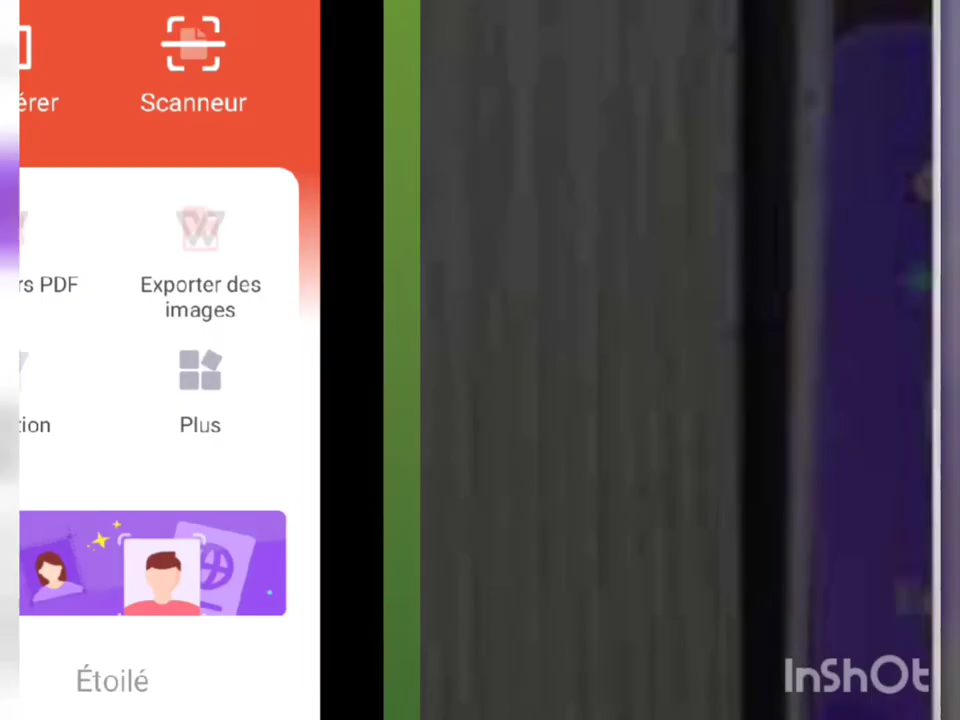 érer
Scanneur
rs PDF
Exporter des
images
tion
Plus
Étoilé
InShOt